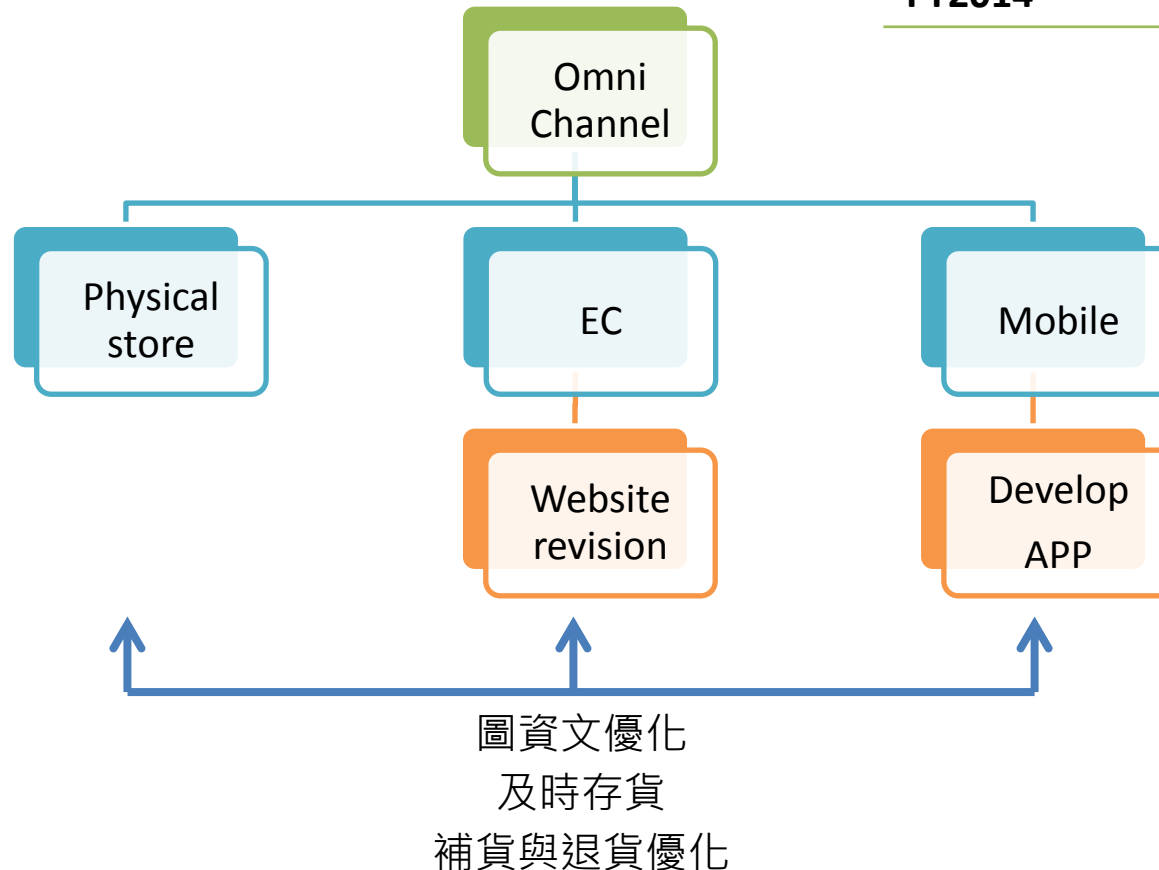 FY2014
Omni
Channel
Physical
store
EC
Mobile
Website
revision
Develop
APP
圖資文優化
及時存貨
補貨與退貨優化